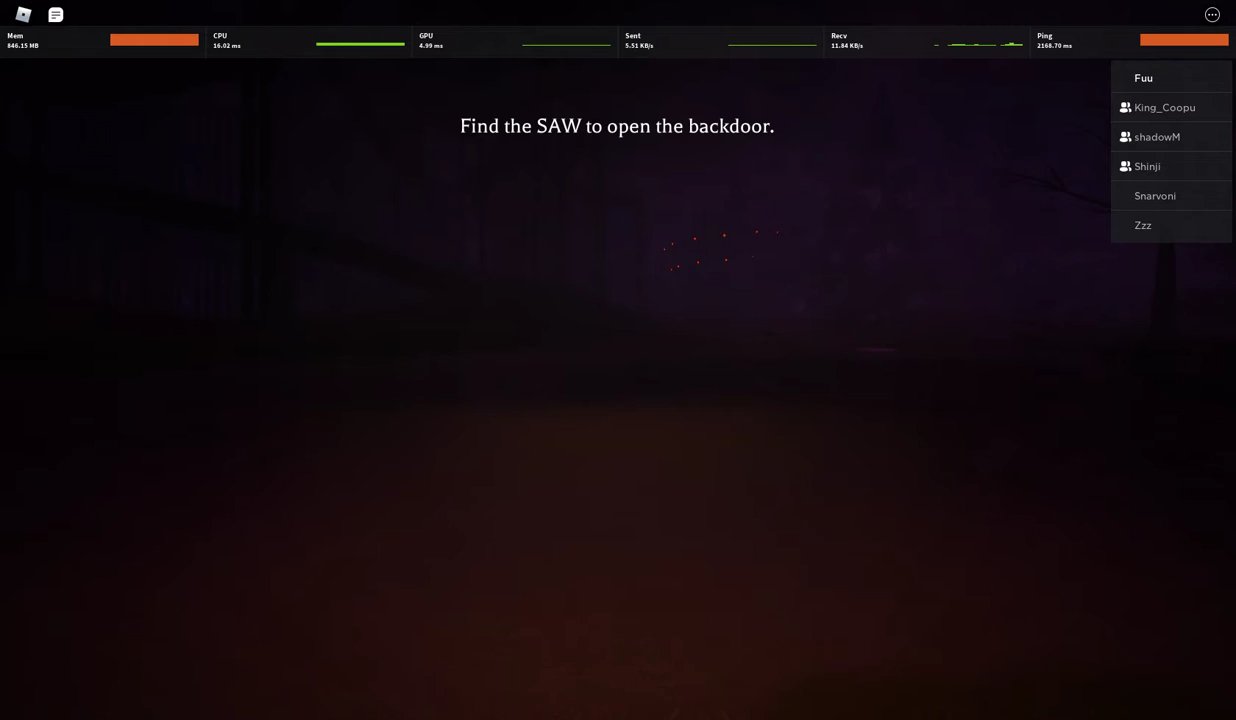 Mem
846.15 MB
CPU
16.02 ms
GPU
4.99 ms
Sent
5.51 KB/s
Recv
11.84 KB/s
Ping
2168.70 ms
Find the SAW to open the backdoor.
Fuu
King_Coopu
shadowM
Shinji
Snarvoni
Zzz